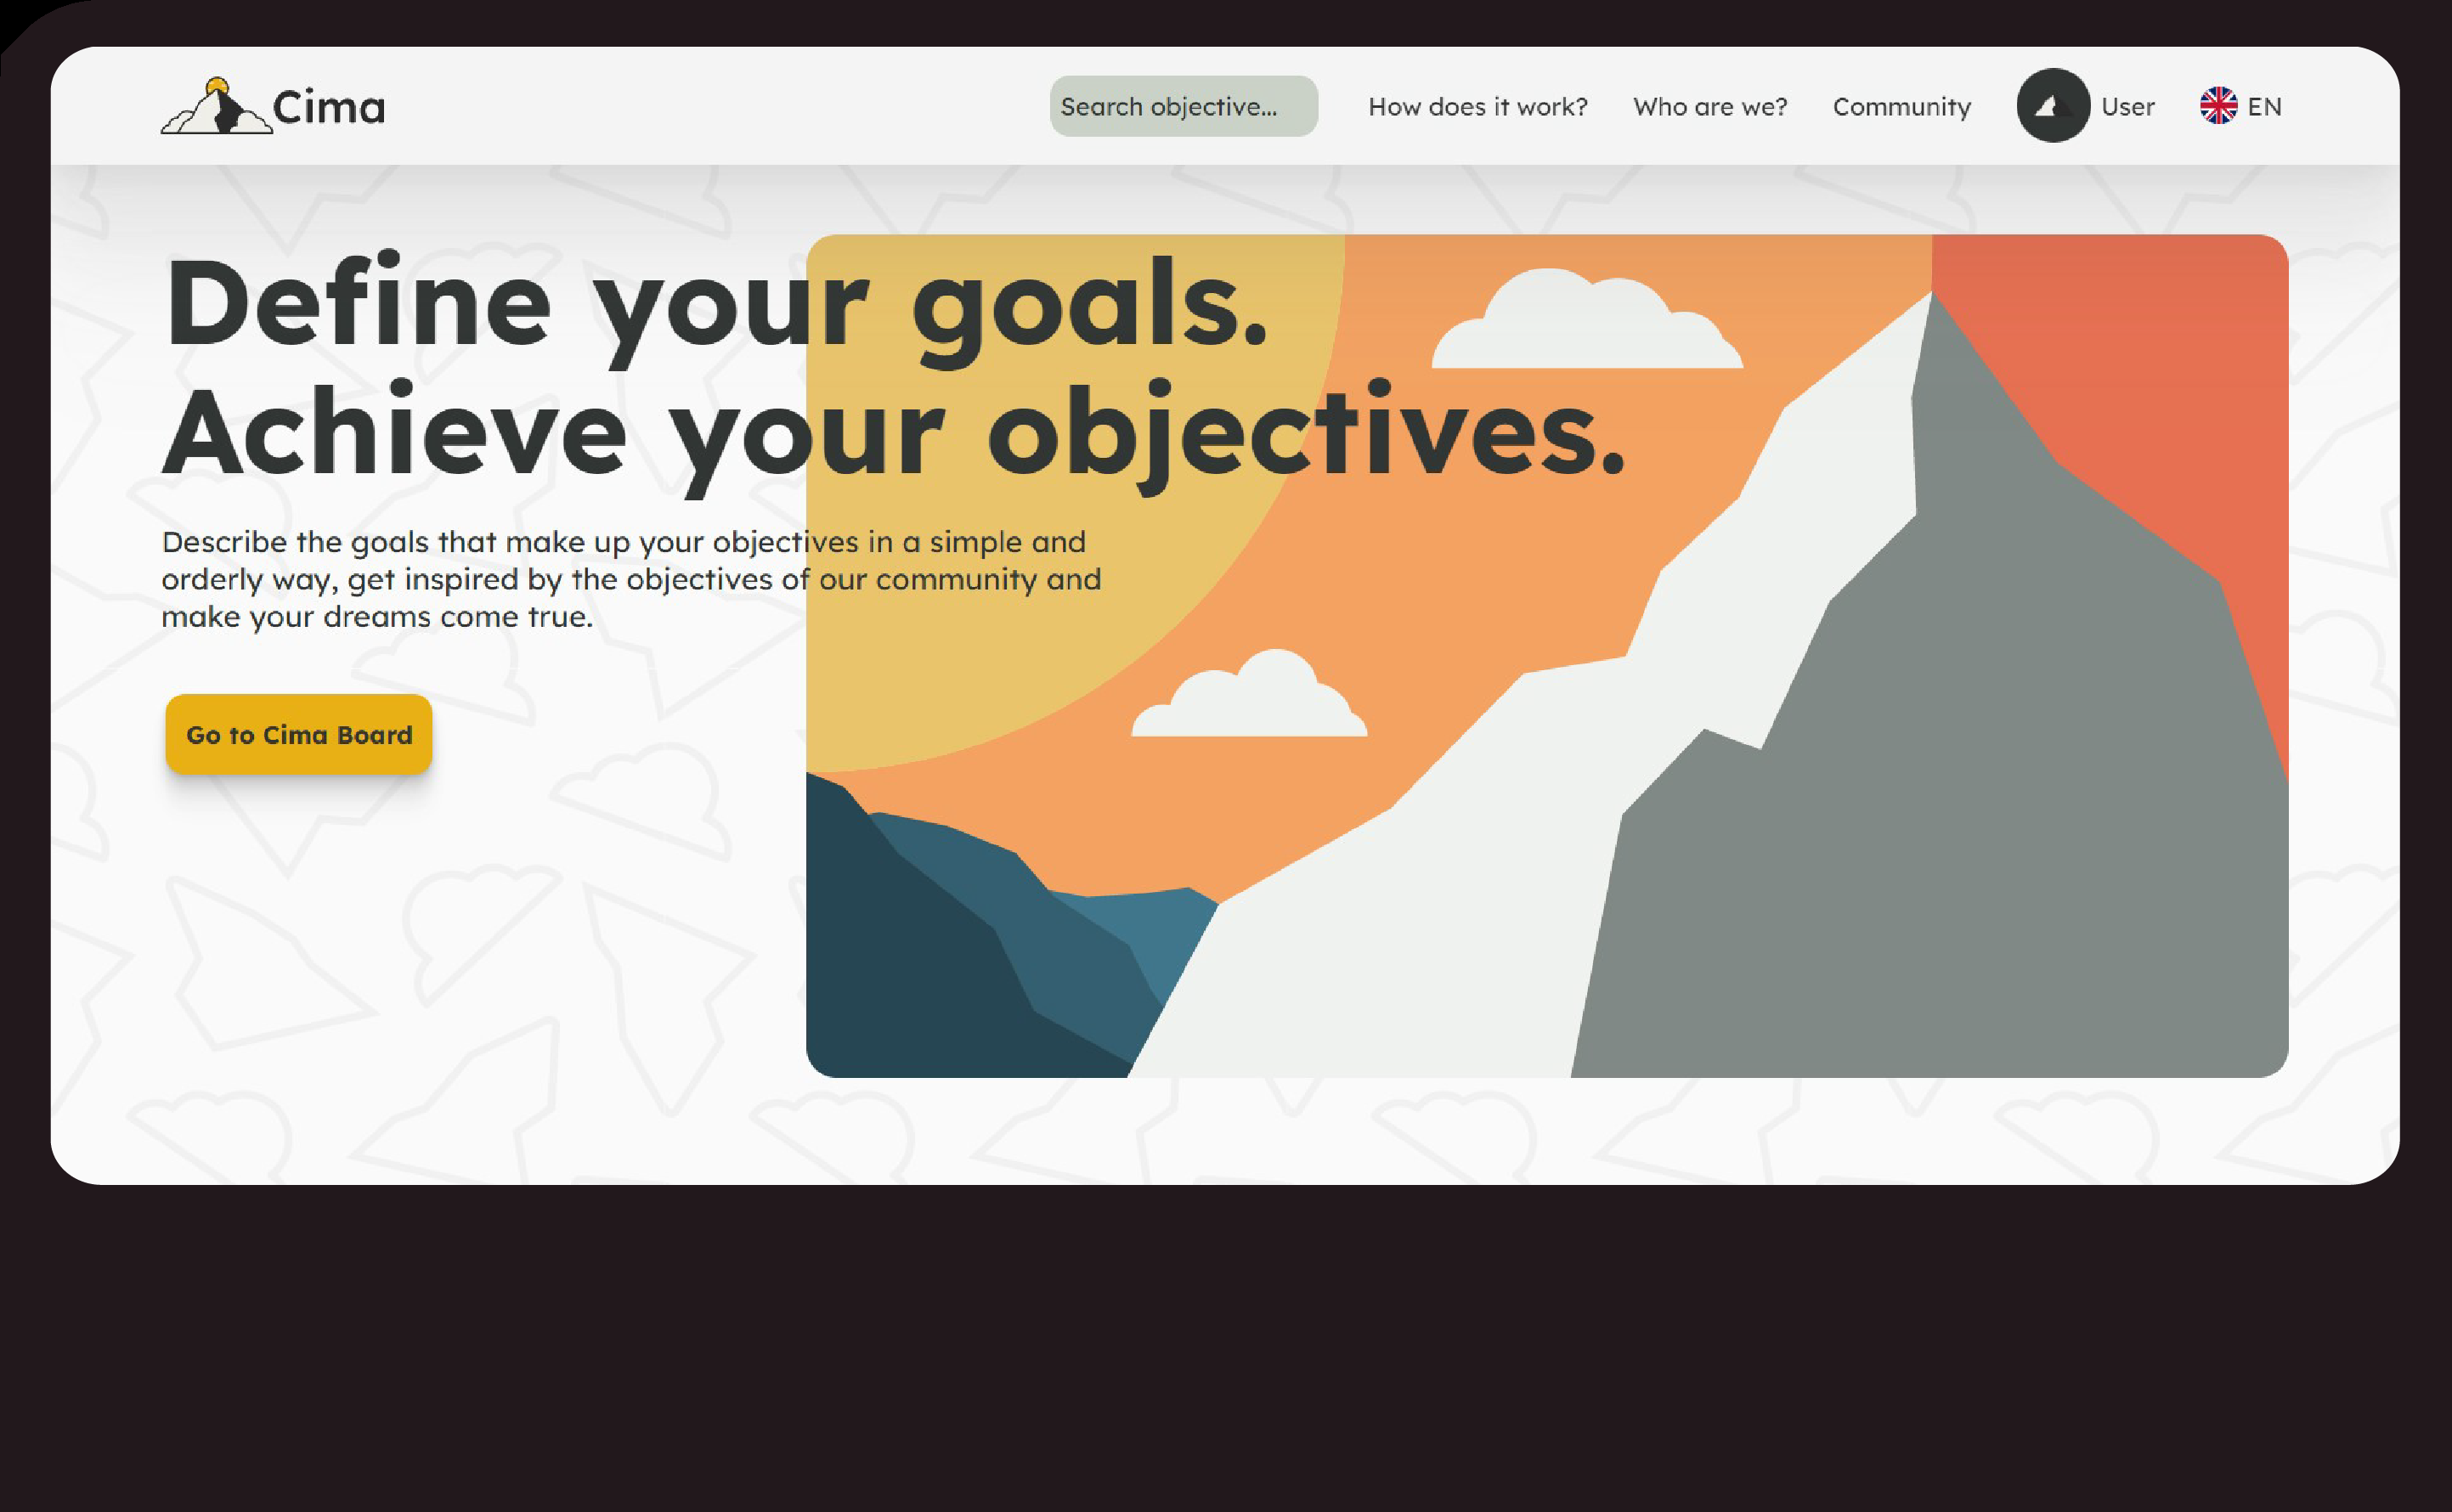 Cima
Search objective...
How does it work?
Who are we?
Community
User
EN
Define your goals.
Achieve your objectives.
Describe the goals that make up your objectives in a simple and
orderly way, get inspired by the objectives of our community and
make your dreams come true.
Go to Cima Board